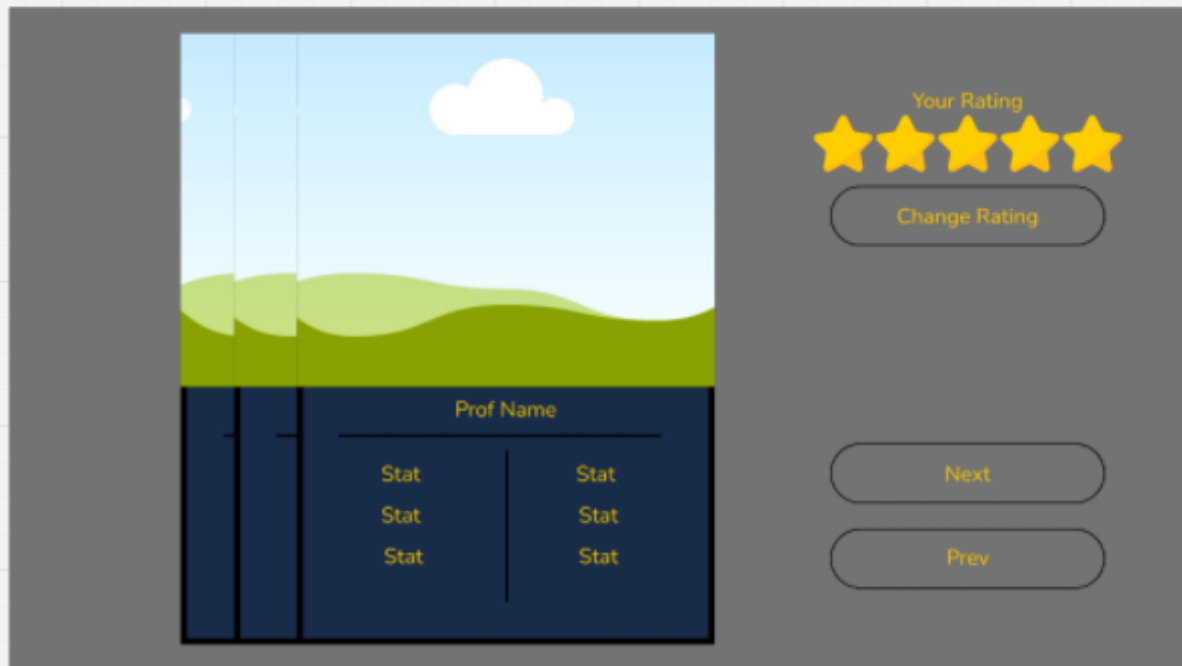 Your Rating
Change Rating
Prof Name
Stat Stat
Stat Stat
Stat Stat
Next
Prev